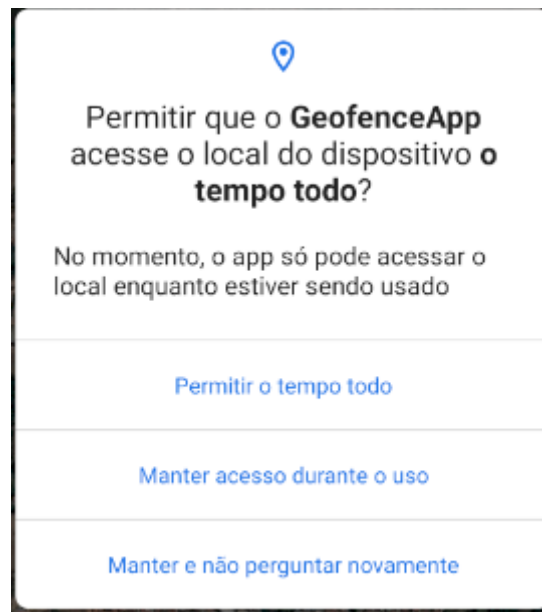 Permitir que o GeofenceApp
acesse o local do dispositivo o
tempo todo?
No momento, o app só pode acessar o
local enquanto estiver sendo usado
Permitir o tempo todo
Manter acesso durante o uso
Manter e não perguntar novamente